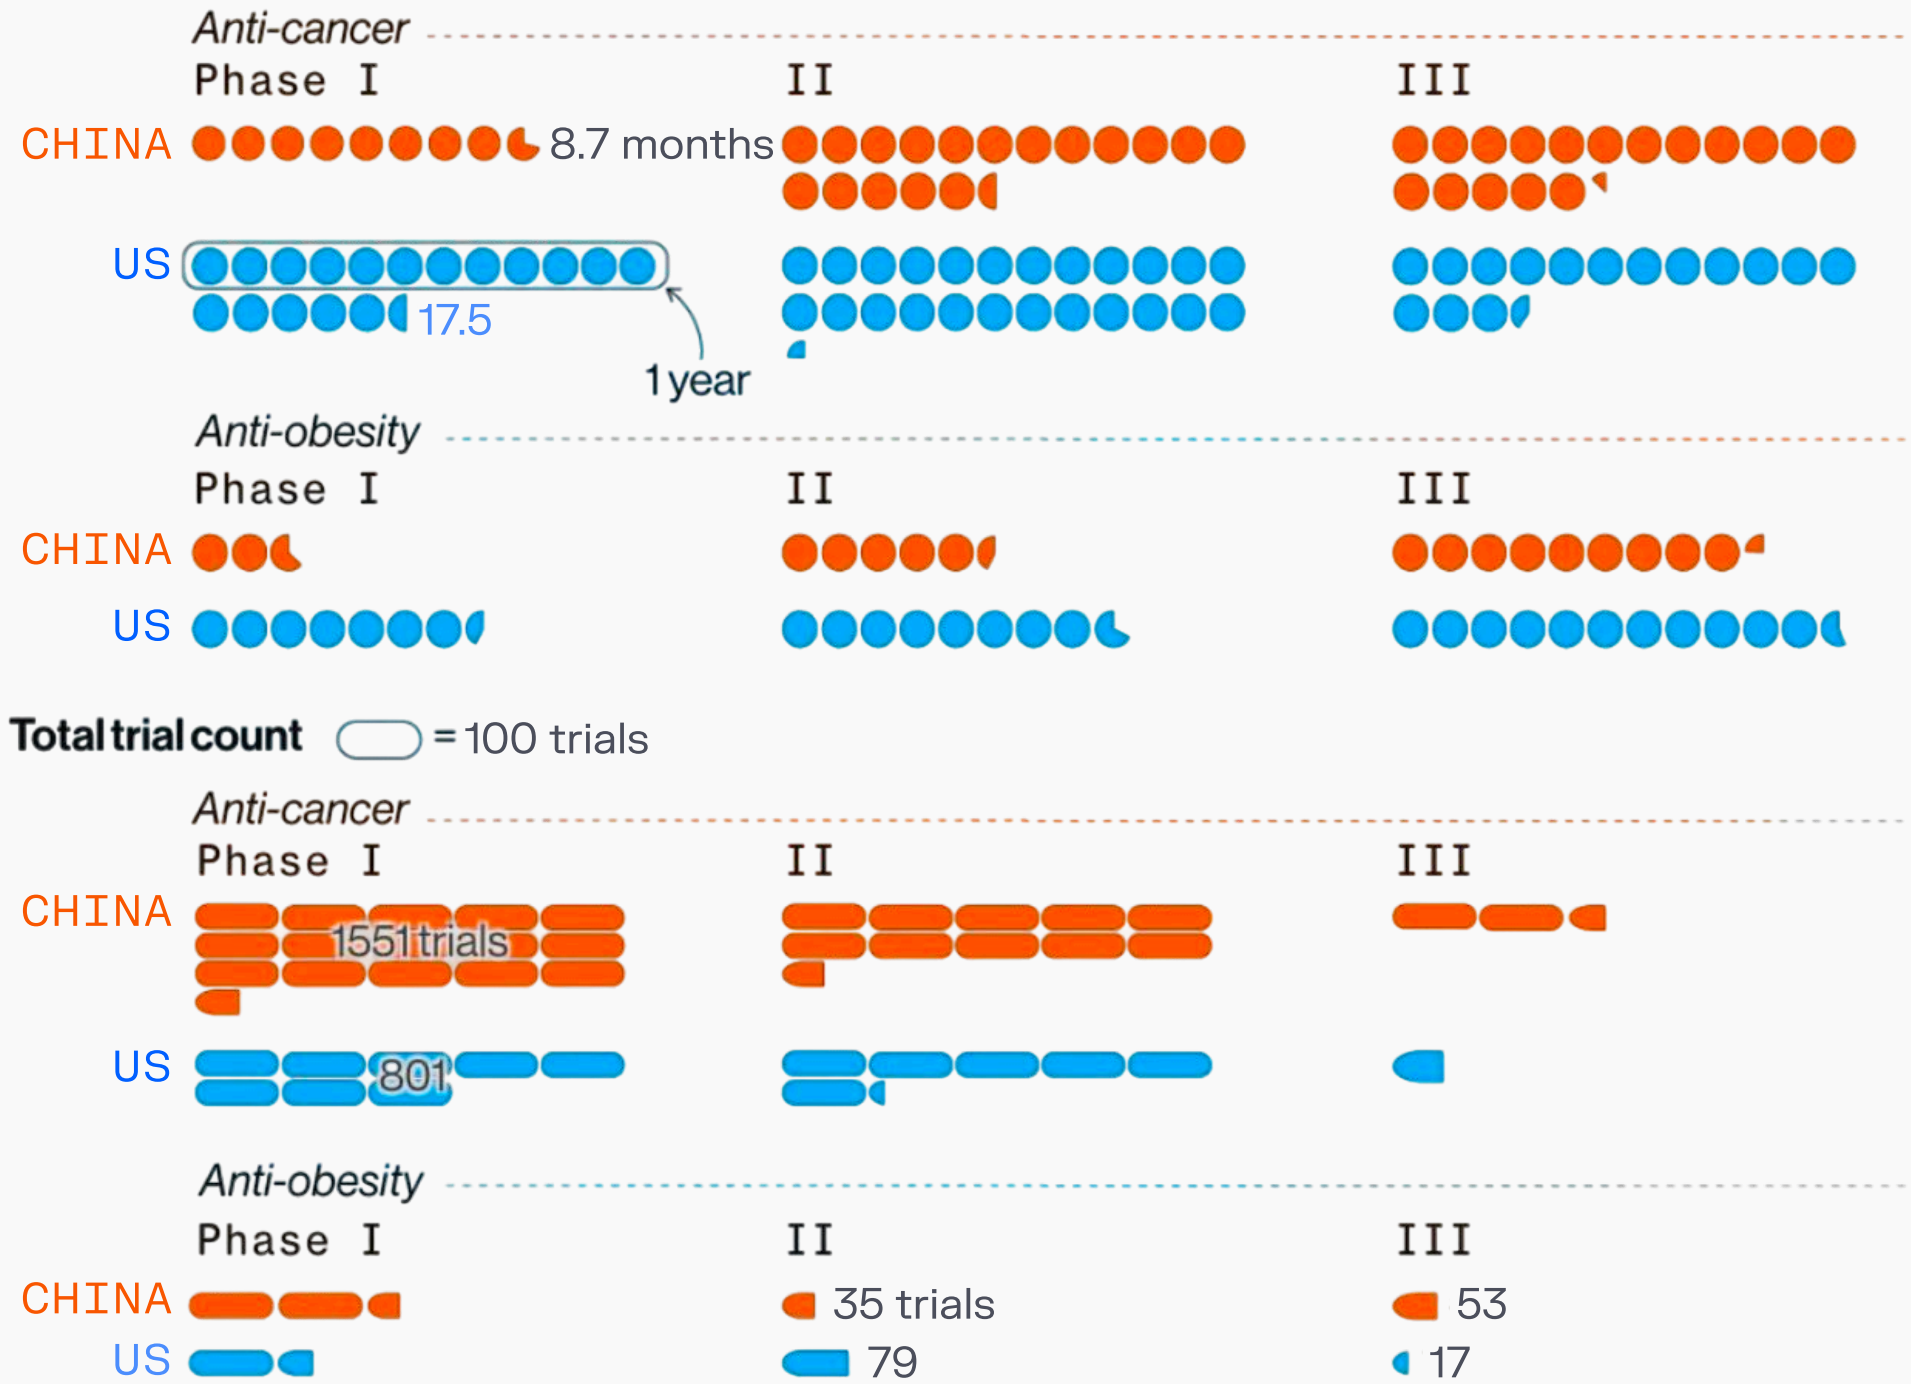 Anti-cancer
Phase I II III
CHINA 8.7 months
US
17.5
1 year
Anti-obesity
Phase I II III
CHINA
US
Total trial count = 100 trials
Anti-cancer
Phase I II III
CHINA
1551 trials
US
801
Anti-obesity
Phase I II III
CHINA 35 trials 53
US 79 17